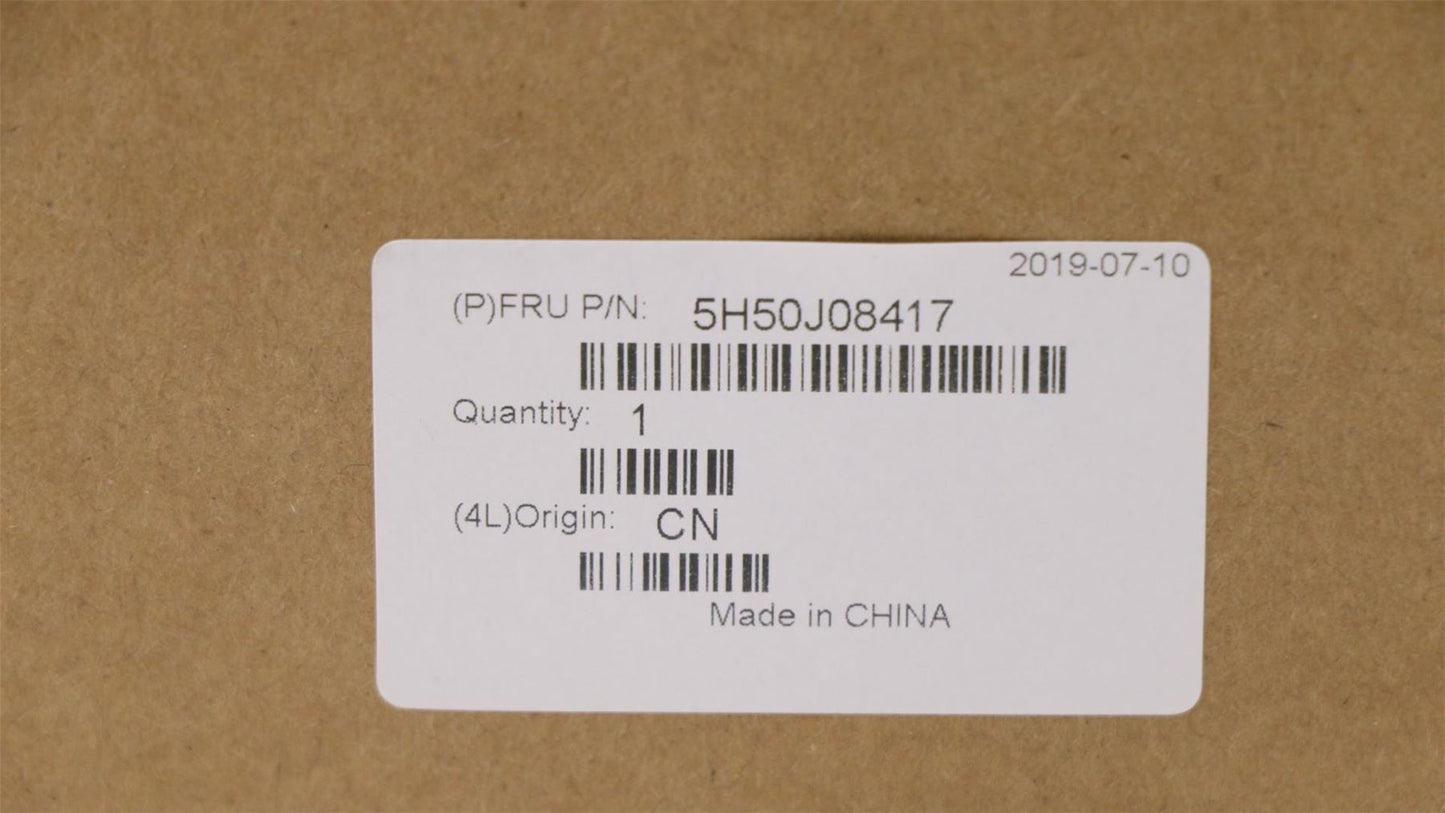 2019-07-10
(P)FRU P/N: 5H50J08417
Quantity: 1
(4L)Origin: CN
Made in CHINA